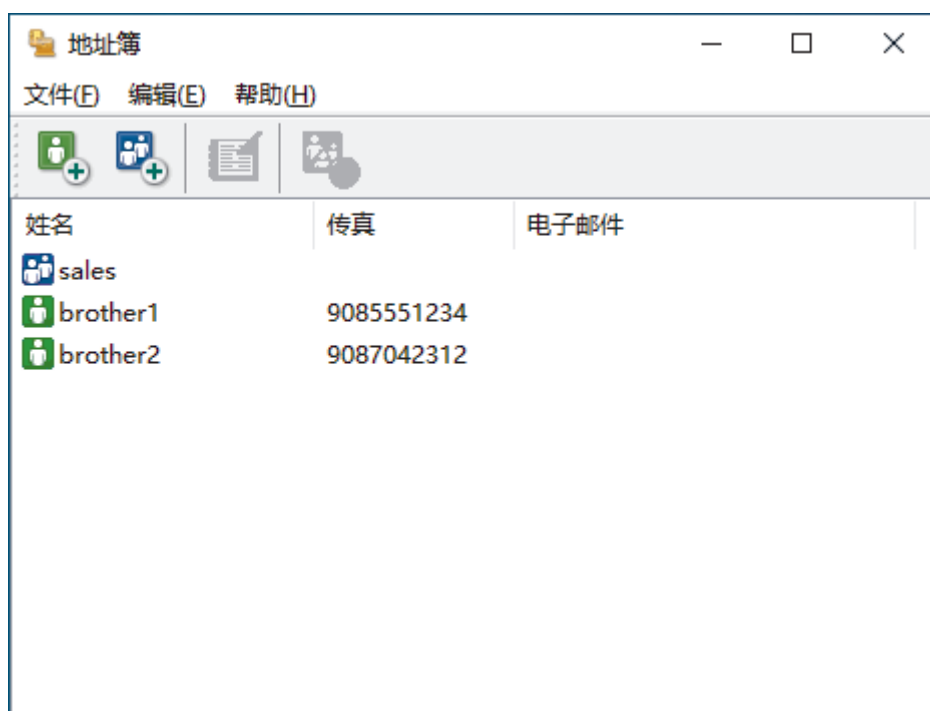 地址簿
文件(F) 编辑(E) 帮助(H)
姓名 传真 电子邮件
sales
brother1 9085551234
brother2 9087042312